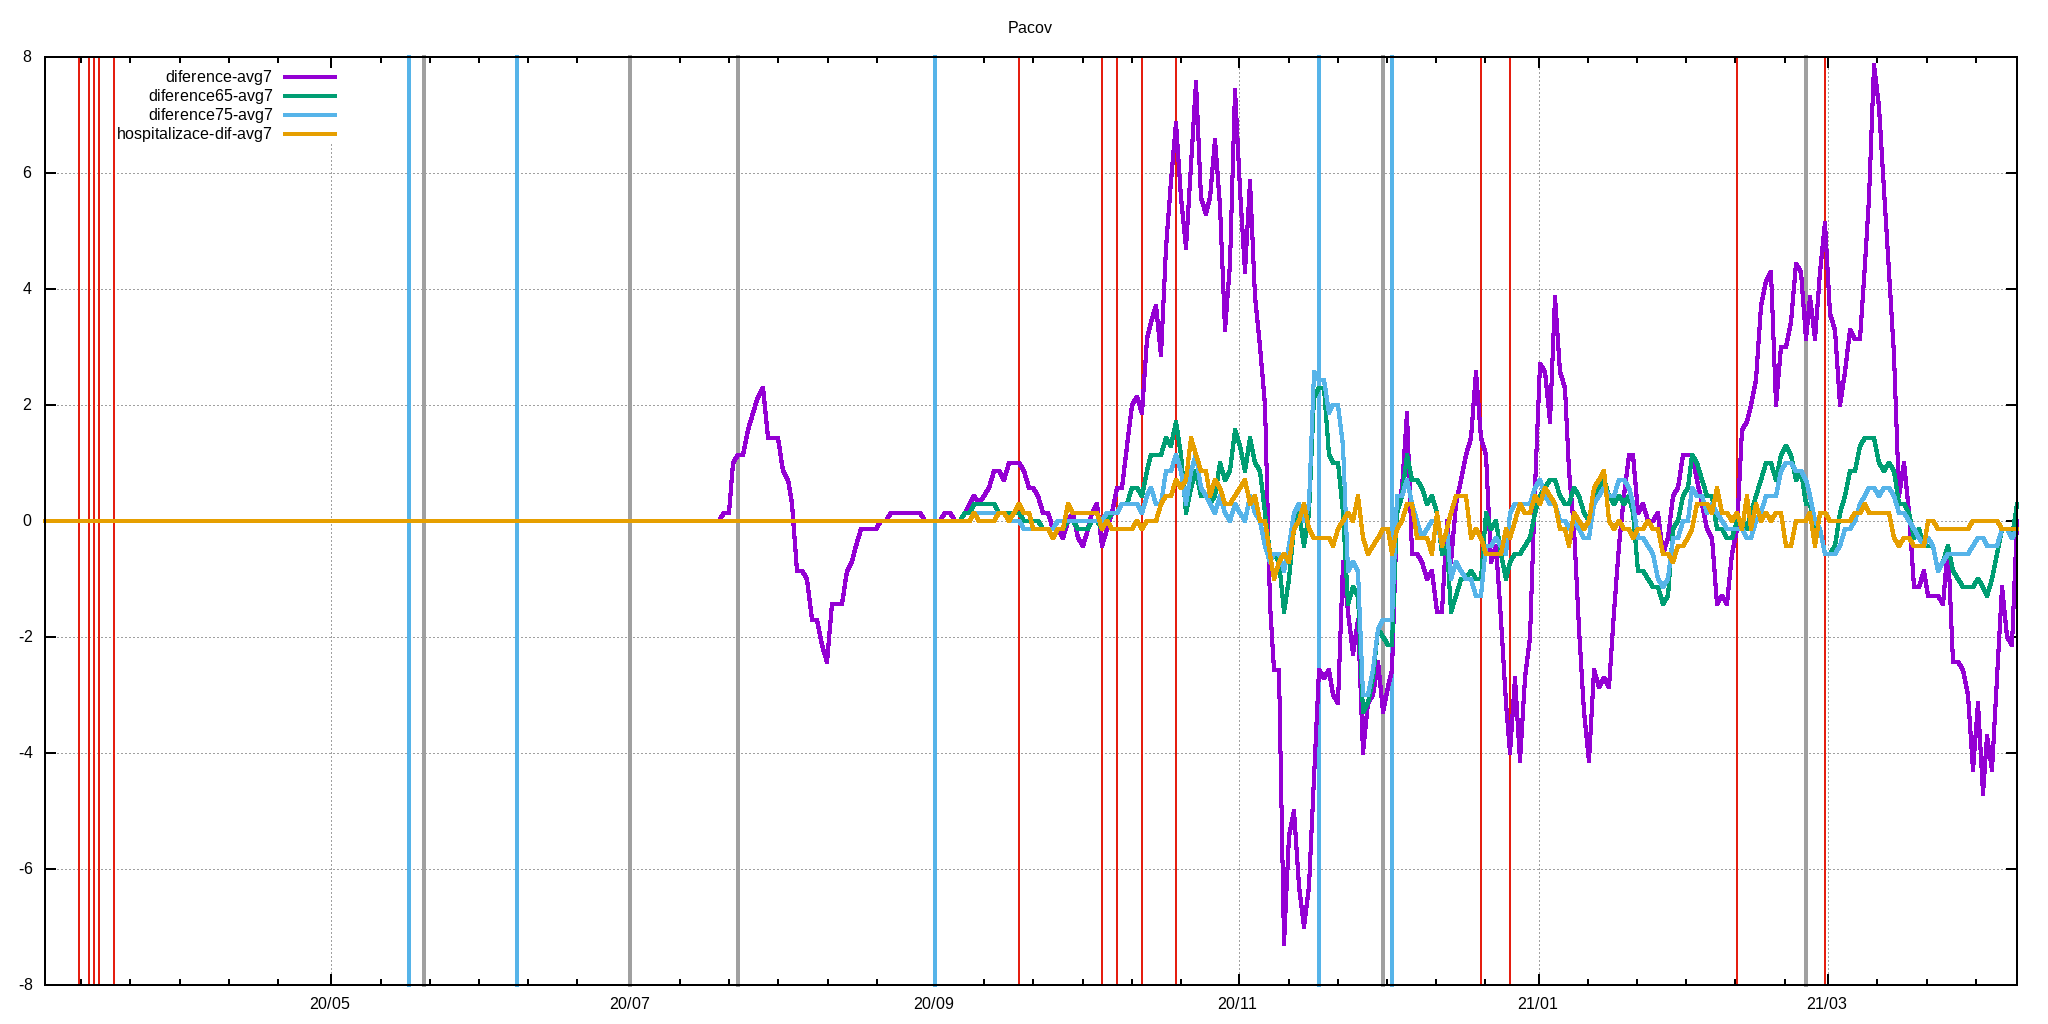 Pacov
diference-avg7
diference65-avg7
diference75-avg7
hospitalizace-dif-avg7
8
6
4
2
0
-2
-4
-6
-8
20/05 20/07 20/09 20/11 21/01 21/03